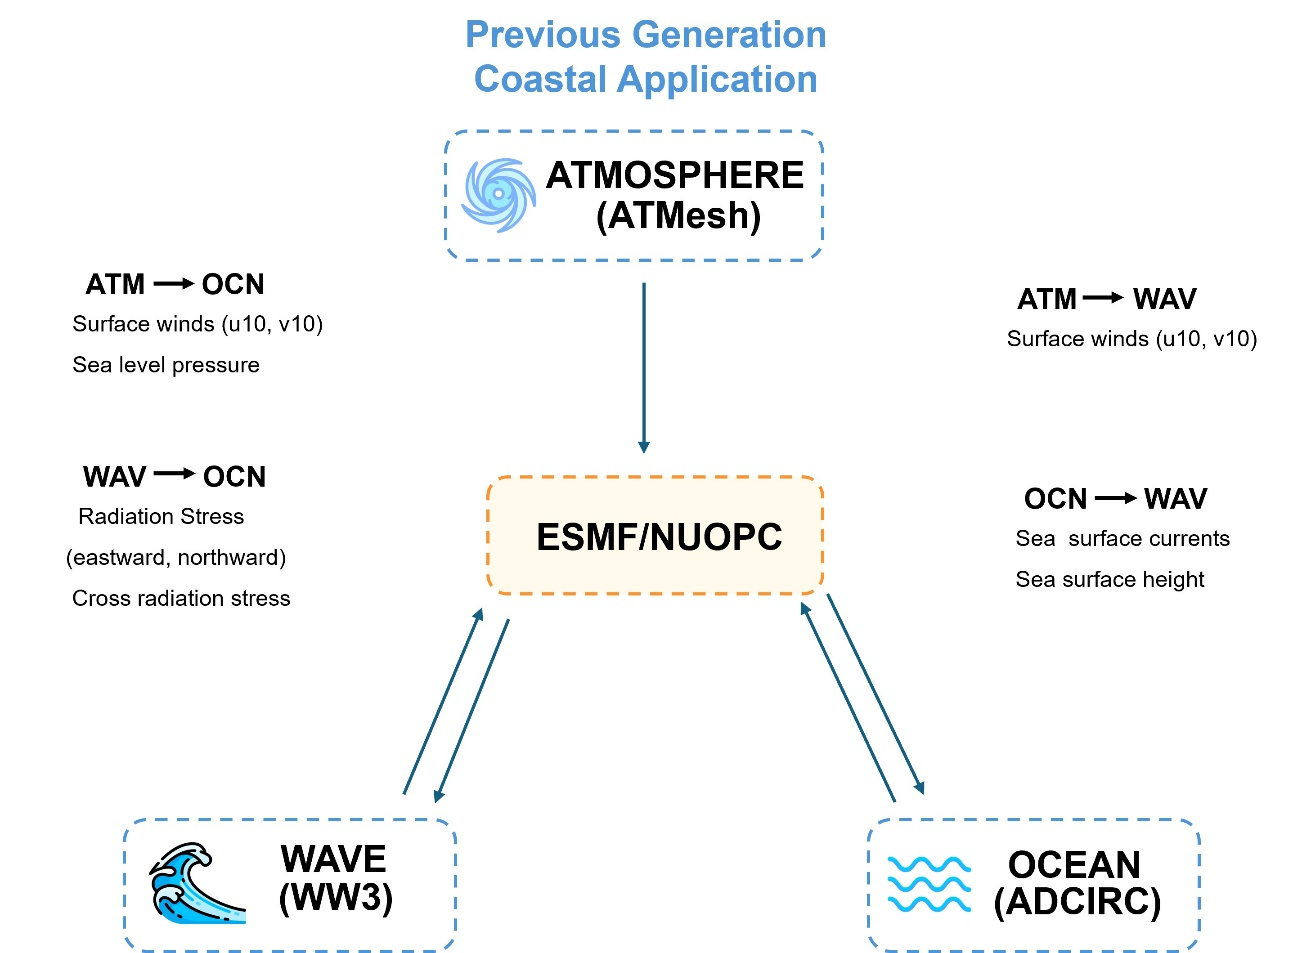 Previous Generation
Coastal Application
ATMOSPHERE
(ATMesh)
ATM → OCN
Surface winds (u10, v10)
Sea level pressure
ATM → WAV
Surface winds (u10, v10)
WAV → OCN
Radiation Stress
(eastward, northward)
Cross radiation stress
ESMF/NUOPC
OCN → WAV
Sea surface currents
Sea surface height
WAVE
(WW3)
OCEAN
(ADCIRC)